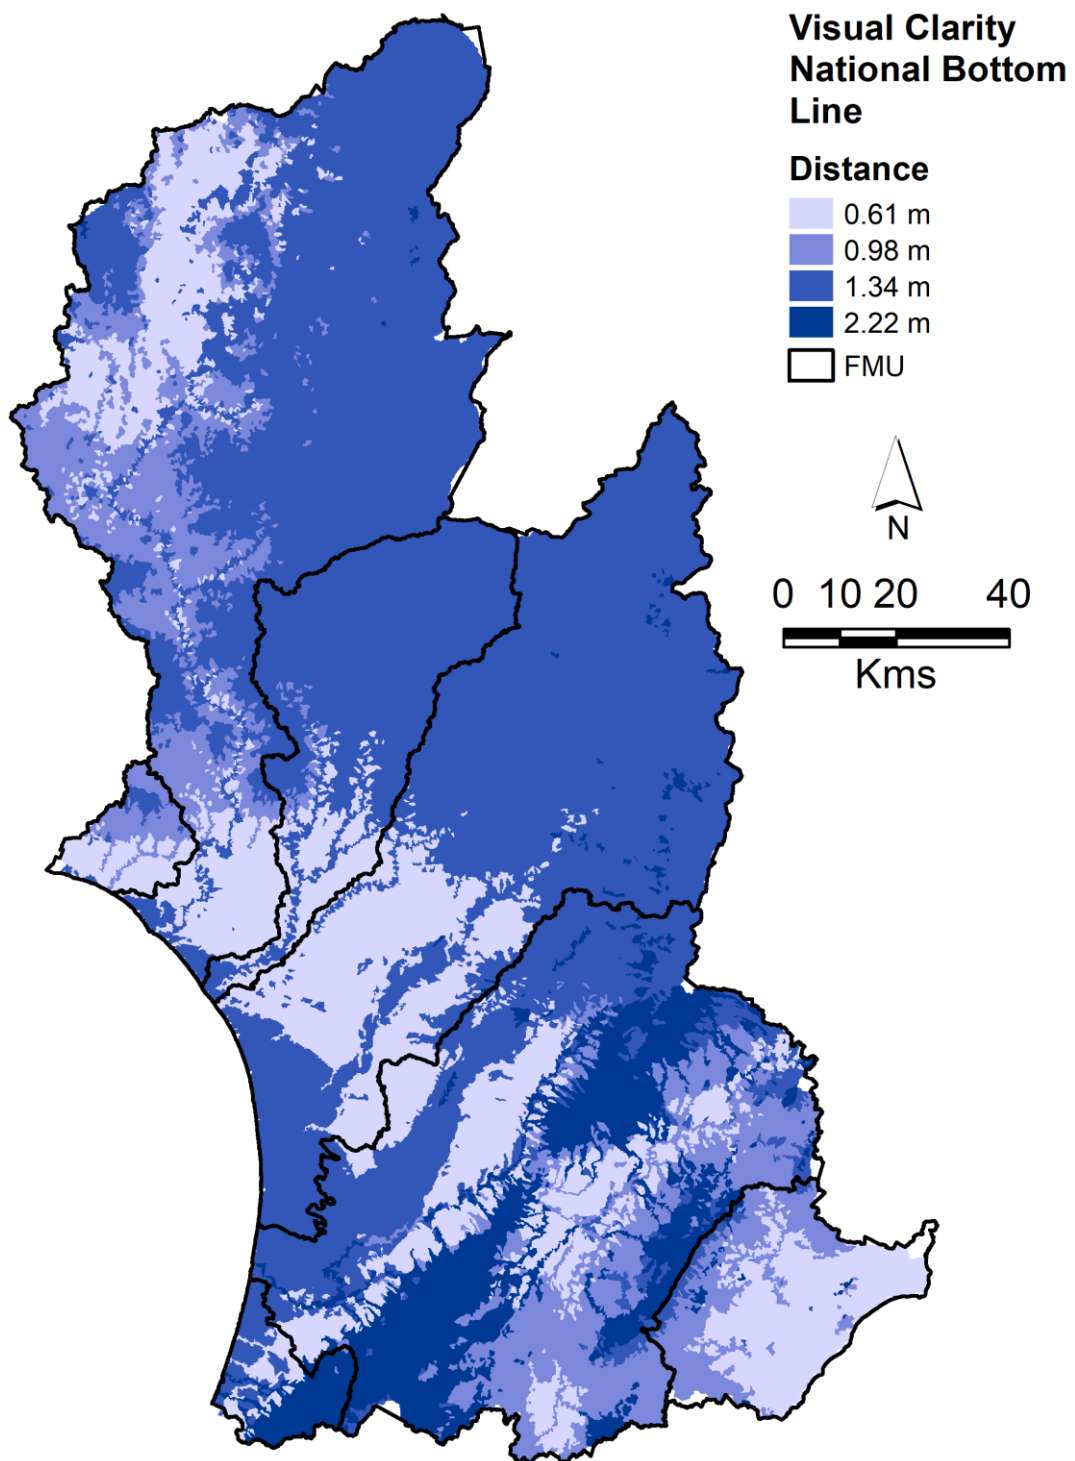 Visual Clarity
National Bottom
Line
Distance
0.61 m
0.98 m
1.34 m
2.22 m
FMU
N
0 10 20 40
Kms